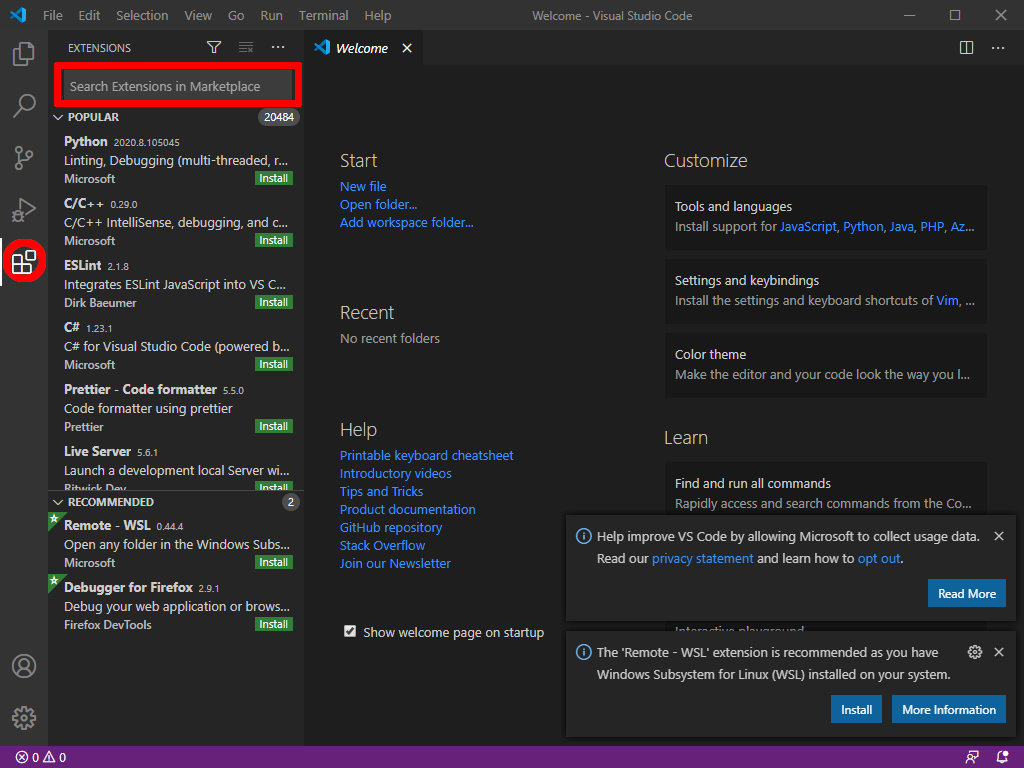 File Edit Selection View Go Run Terminal Help
Welcome - Visual Studio Code
EXTENSIONS
Search Extensions in Marketplace
POPULAR 20484
Python 2020.8.105045
Linting, Debugging (multi-threaded, r...
Microsoft Install
C/C++ 0.29.0
C/C++ IntelliSense, debugging, and c...
Microsoft Install
ESLint 2.1.8
Integrates ESLint JavaScript into VS C...
Dirk Baeumer Install
C# 1.23.1
C# for Visual Studio Code (powered b...
Microsoft Install
Prettier - Code formatter 5.5.0
Code formatter using prettier
Prettier Install
Live Server 5.6.1
Launch a development local Server wi...
Ritwick Dey Install
RECOMMENDED 2
Remote - WSL 0.44.4
Open any folder in the Windows Subs...
Microsoft Install
Debugger for Firefox 2.9.1
Debug your web application or brows...
Firefox DevTools Install
Welcome
Start
New file
Open folder...
Add workspace folder...
Recent
No recent folders
Help
Printable keyboard cheatsheet
Introductory videos
Tips and Tricks
Product documentation
GitHub repository
Stack Overflow
Join our Newsletter
Show welcome page on startup
Customize
Tools and languages
Install support for JavaScript, Python, Java, PHP, Az...
Settings and keybindings
Install the settings and keyboard shortcuts of Vim, ...
Color theme
Make the editor and your code look the way you l...
Learn
Find and run all commands
Rapidly access and search commands from the Co...
Help improve VS Code by allowing Microsoft to collect usage data.
Read our privacy statement and learn how to opt out.
Read More
Interactive playground
The 'Remote - WSL' extension is recommended as you have
Windows Subsystem for Linux (WSL) installed on your system.
Install More Information
0 0